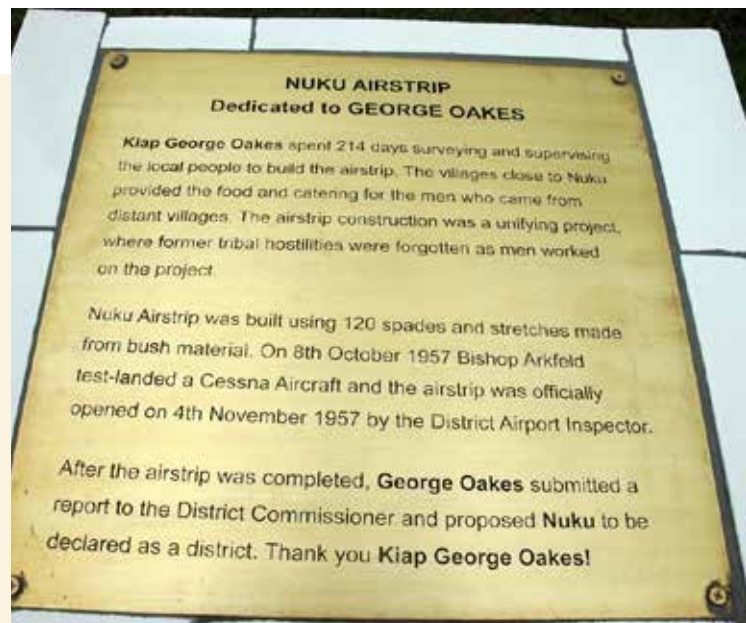 NUKU AIRSTRIP
Dedicated to GEORGE OAKES
Kiap George Oakes spent 214 days surveying and supervising
the local people to build the airstrip. The villages close to Nuku
provided the food and catering for the men who came from
distant villages. The airstrip construction was a unifying project,
where former tribal hostilities were forgotten as men worked
on the project
Nuku Airstrip was built using 120 spades and stretches made
from bush material. On 8th October 1957 Bishop Arkfeld
test-landed a Cessna Aircraft and the airstrip was officially
opened on 4th November 1957 by the District Airport Inspector.
After the airstrip was completed, George Oakes submitted a
report to the District Commissioner and proposed Nuku to be
declared as a district. Thank you Kiap George Oakes!